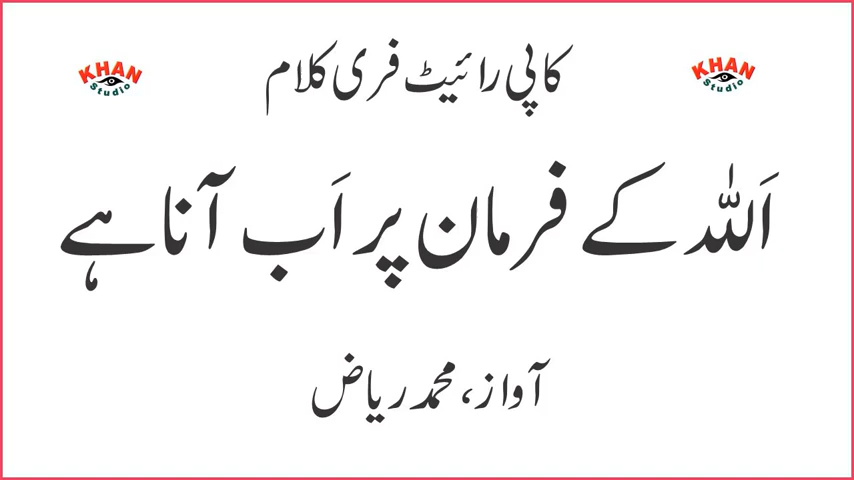 کاپی رائیٹ فری کلام
KHAN
Studio
KHAN
Studio
اَللہ کے فرمان پر اَب آنا ہے
آواز، محمد ریاض